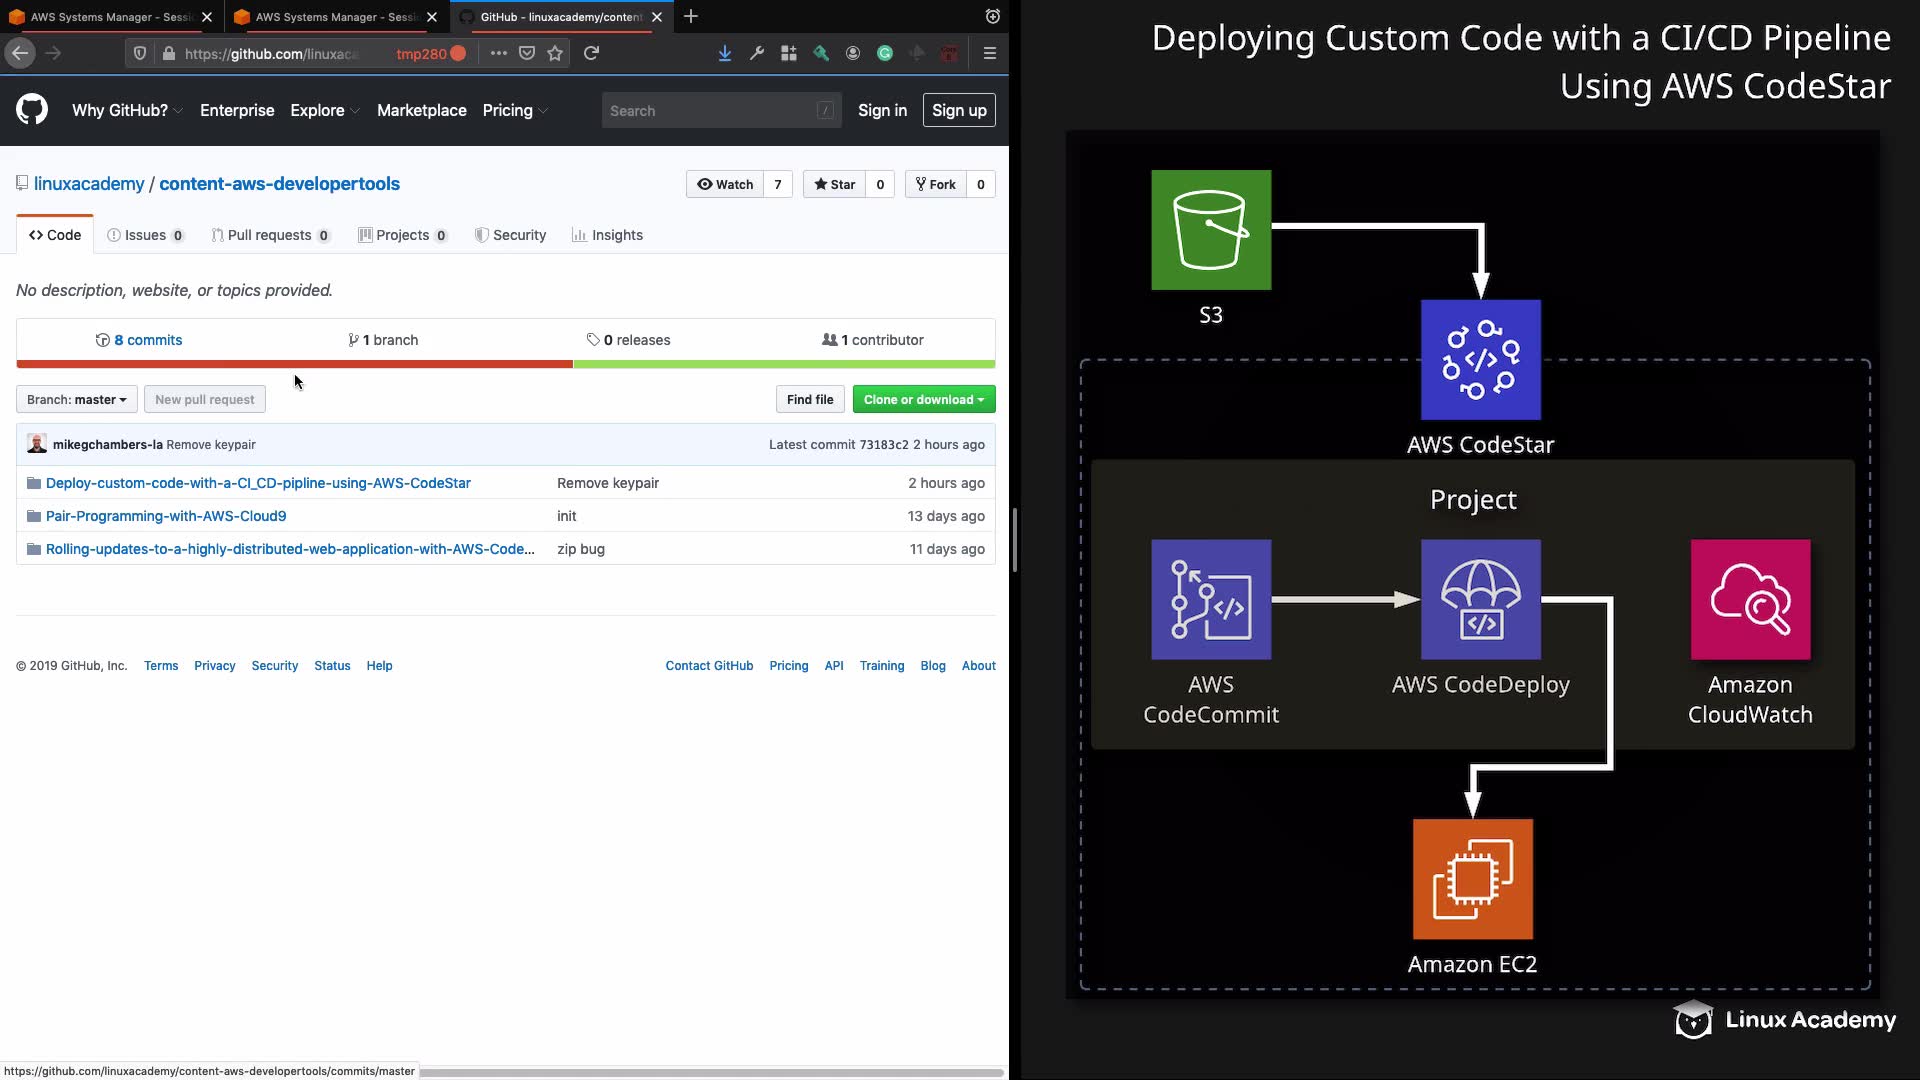 AWS Systems Manager - Sessi
AWS Systems Manager - Sessi
GitHub - linuxacademy/content
https://github.com/linuxaca
tmp280
Why GitHub?
Enterprise
Explore
Marketplace
Pricing
Search
/
Sign in
Sign up
linuxacademy / content-aws-developertools
Watch 7
Star 0
Fork 0
Code
Issues 0
Pull requests 0
Projects 0
Security
Insights
No description, website, or topics provided.
8 commits
1 branch
0 releases
1 contributor
Branch: master
New pull request
Find file
Clone or download
mikegchambers-la Remove keypair
Latest commit 73183c2 2 hours ago
Deploy-custom-code-with-a-CI_CD-pipline-using-AWS-CodeStar
Remove keypair
2 hours ago
Pair-Programming-with-AWS-Cloud9
init
13 days ago
Rolling-updates-to-a-highly-distributed-web-application-with-AWS-Code...
zip bug
11 days ago
© 2019 GitHub, Inc.
Terms
Privacy
Security
Status
Help
Contact GitHub
Pricing
API
Training
Blog
About
https://github.com/linuxacademy/content-aws-developertools/commits/master
Deploying Custom Code with a CI/CD Pipeline
Using AWS CodeStar
S3
AWS CodeStar
Project
AWS
CodeCommit
AWS CodeDeploy
Amazon
CloudWatch
Amazon EC2
Linux Academy